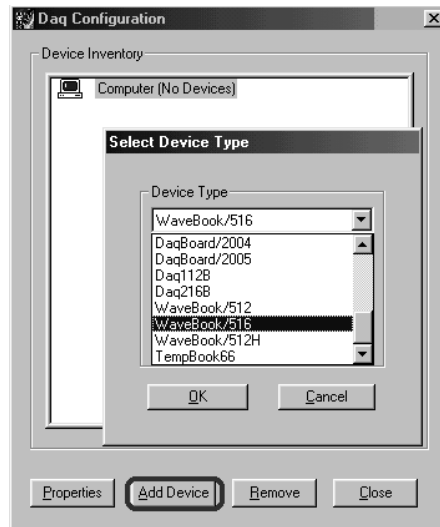 Daq Configuration
Device Inventory
Computer (No Devices)
Select Device Type
Device Type
WaveBook/516
DaqBoard/2004
DaqBoard/2005
Daq112B
Daq216B
WaveBook/512
WaveBook/516
WaveBook/512H
TempBook66
OK Cancel
Properties Add Device Remove Close